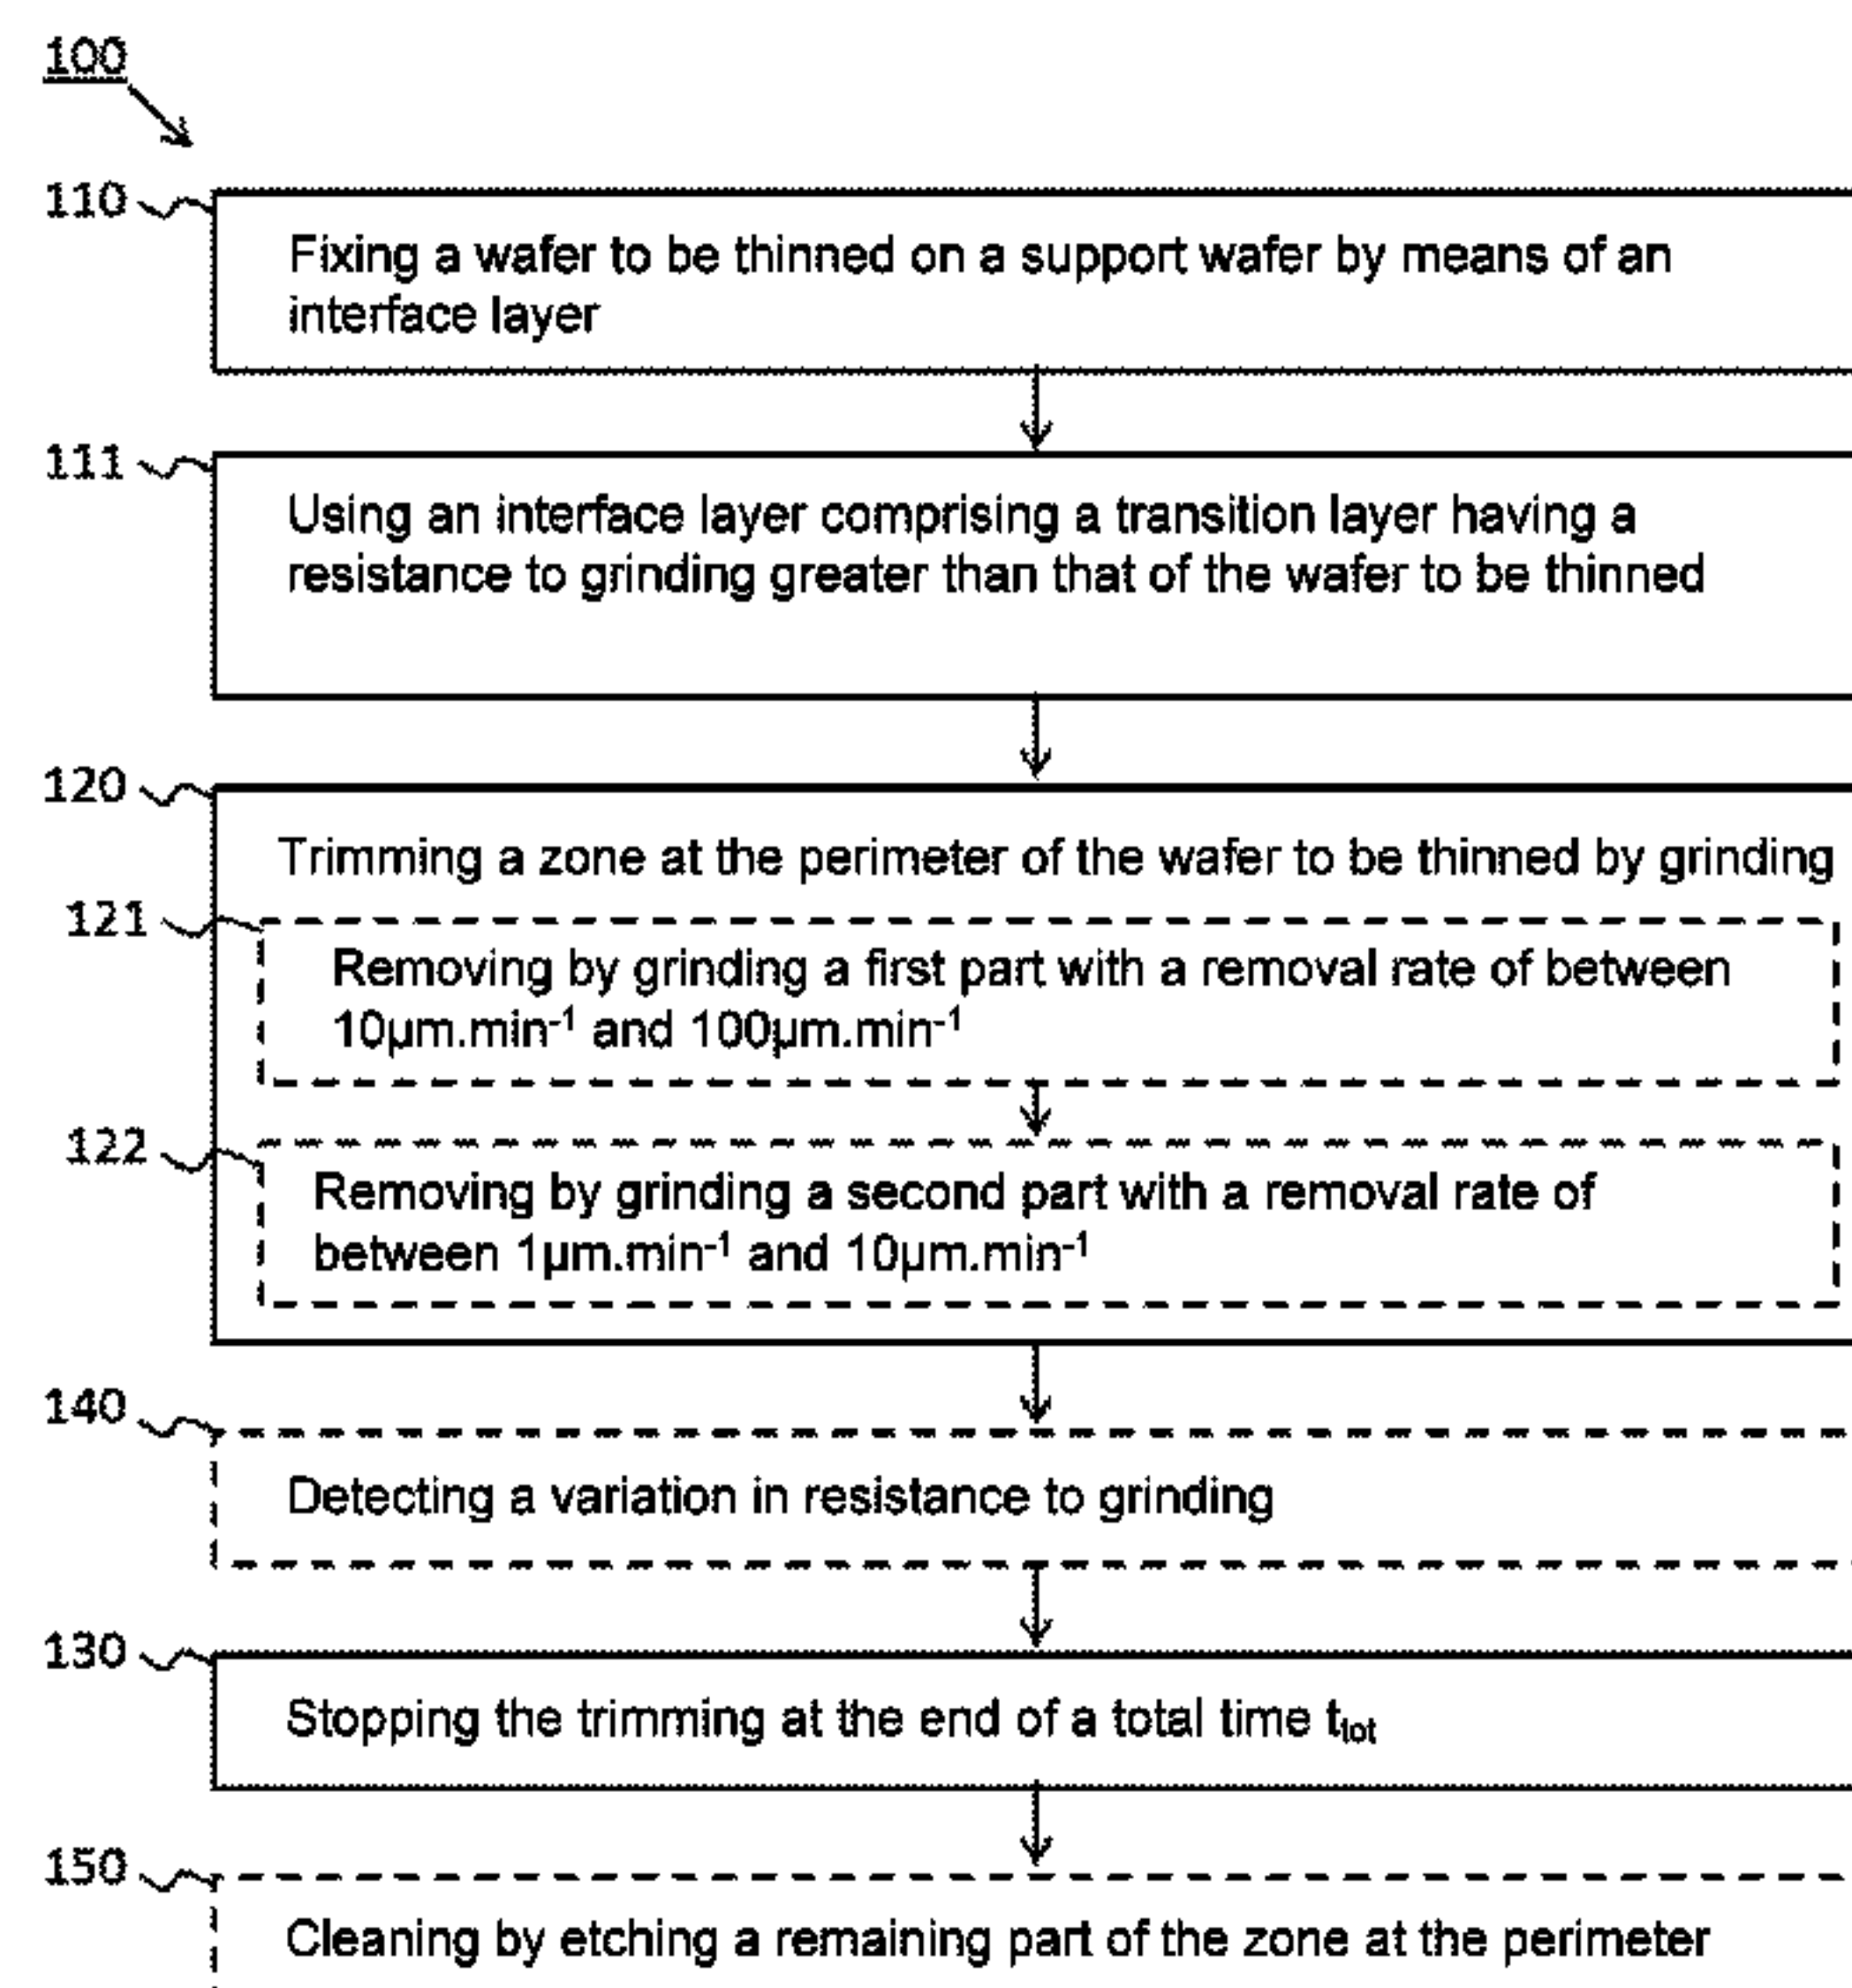 100
110
Fixing a wafer to be thinned on a support wafer by means of an
interface layer
111
Using an interface layer comprising a transition layer having a
resistance to grinding greater than that of the wafer to be thinned
120
Trimming a zone at the perimeter of the wafer to be thinned by grinding
121
Removing by grinding a first part with a removal rate of between
10µm.min⁻¹ and 100µm.min⁻¹
122
Removing by grinding a second part with a removal rate of
between 1µm.min⁻¹ and 10µm.min⁻¹
140
Detecting a variation in resistance to grinding
130
Stopping the trimming at the end of a total time tₜₒₜ
150
Cleaning by etching a remaining part of the zone at the perimeter